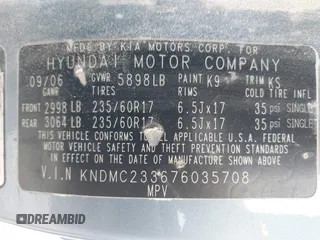 MFD BY KIA MOTORS CORP. FOR
HYUNDAI MOTOR COMPANY
09/06 GVWR 5898LB PAINT K9 TRIM KS
GAWR TIRES RIMS COLD TIRE INFL
FRONT 2998 LB 235/60R17 6.5Jx17 35 psi SINGLE
REAR 3064 LB 235/60R17 6.5Jx17 35 psi SINGLE
THIS VEHICLE CONFORMS TO ALL APPLICABLE U.S.
FEDERAL MOTOR VEHICLE SAFETY STANDARDS IN
EFFECT ON THE DATE OF MANUFACTURE SHOWN ABOVE.
V.I.N KNDMC233676035708
MPV
DREAMBID